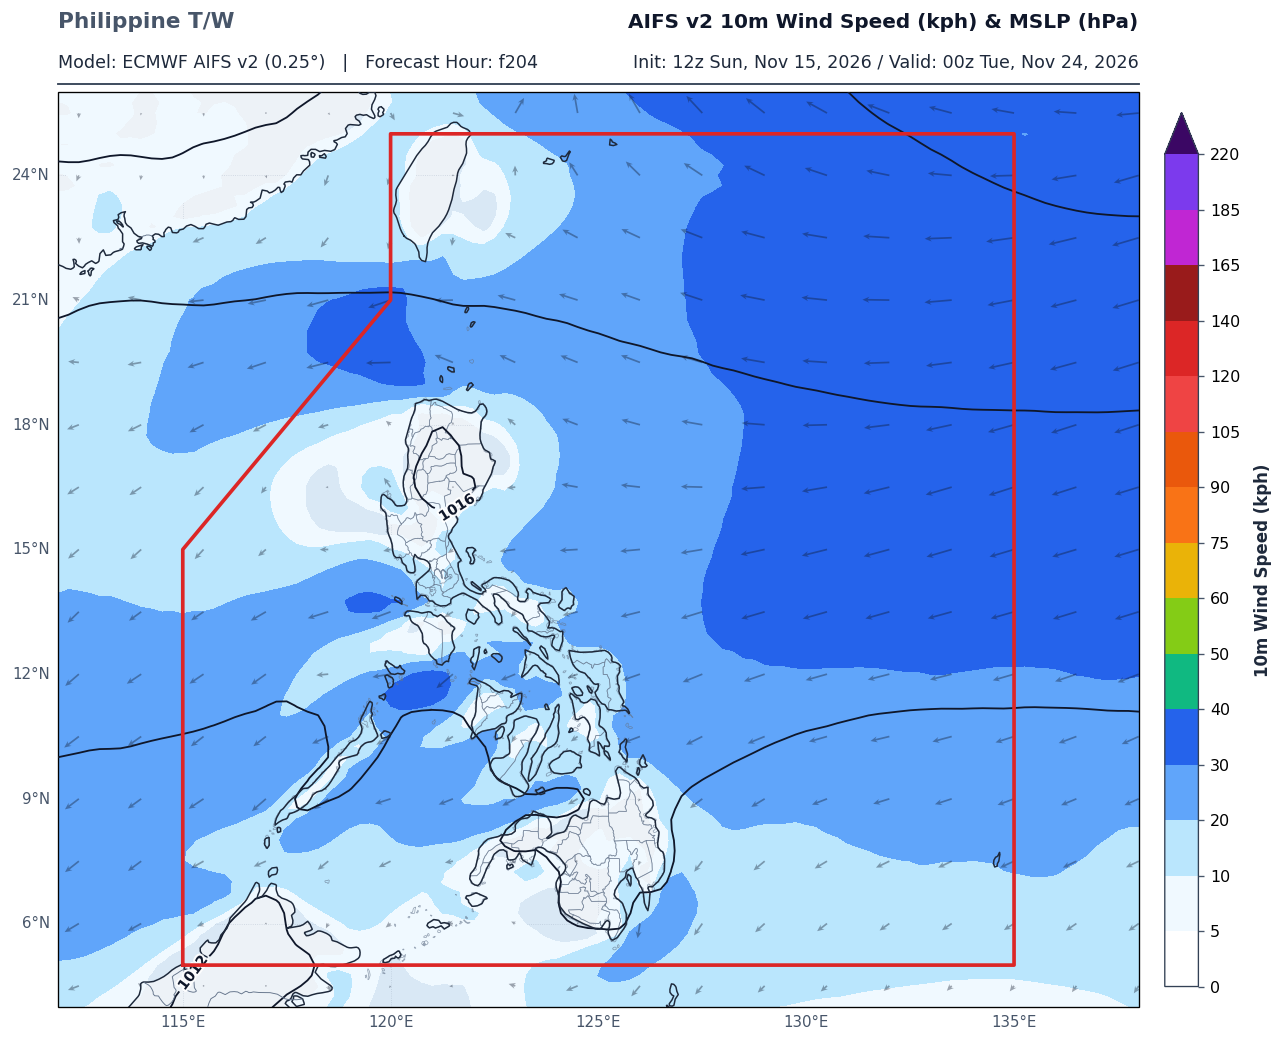 Philippine T/W
AIFS v2 10m Wind Speed (kph) & MSLP (hPa)
Model: ECMWF AIFS v2 (0.25°) | Forecast Hour: f204
Init: 12z Sun, Nov 15, 2026 / Valid: 00z Tue, Nov 24, 2026
24°N
21°N
18°N
15°N
12°N
9°N
6°N
1016
1012
115°E
120°E
125°E
130°E
135°E
220
185
165
140
120
105
90
75
60
50
40
30
20
10
5
0
10m Wind Speed (kph)